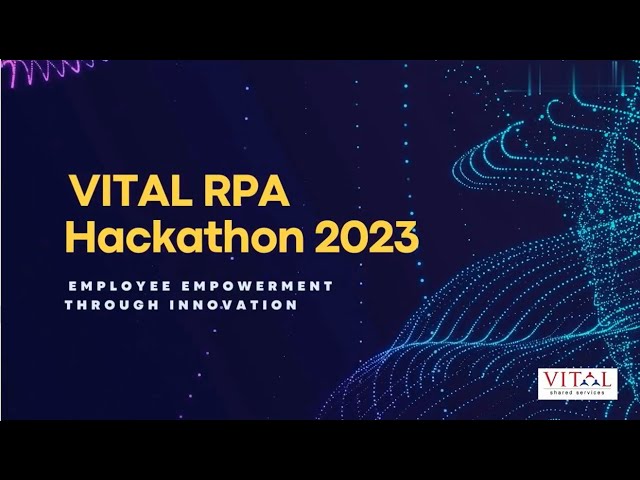 VITAL RPA
Hackathon 2023
EMPLOYEE EMPOWERMENT
THROUGH INNOVATION
VITAL
shared services